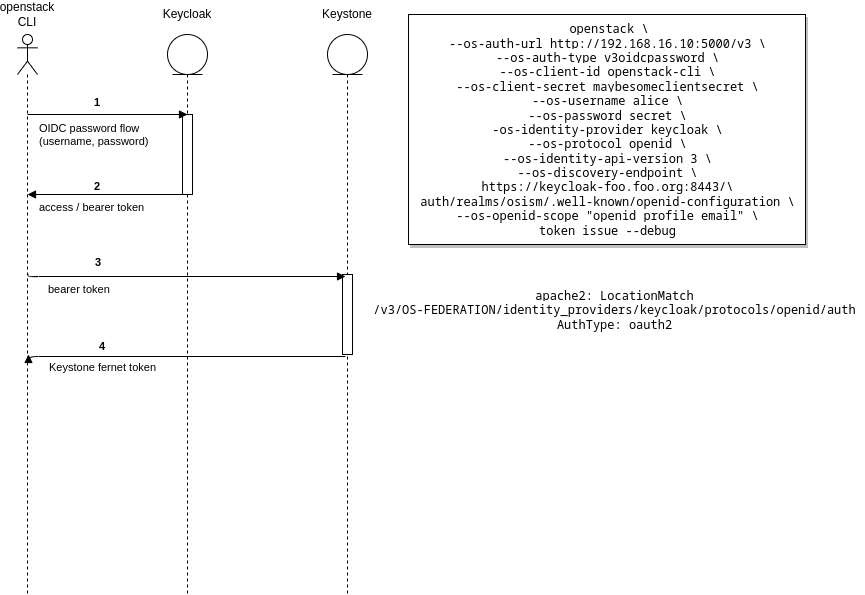 openstack
CLI
Keycloak
Keystone
1
OIDC password flow
(username, password)
2
access / bearer token
3
bearer token
4
Keystone fernet token
openstack \
--os-auth-url http://192.168.16.10:5000/v3 \
--os-auth-type v3oidcpassword \
--os-client-id openstack-cli \
--os-client-secret maybesomeclientsecret \
--os-username alice \
--os-password secret \
-os-identity-provider keycloak \
--os-protocol openid \
--os-identity-api-version 3 \
--os-discovery-endpoint \
https://keycloak-foo.foo.org:8443/\
auth/realms/osism/.well-known/openid-configuration \
--os-openid-scope "openid profile email" \
token issue --debug
apache2: LocationMatch
/v3/OS-FEDERATION/identity_providers/keycloak/protocols/openid/auth
AuthType: oauth2